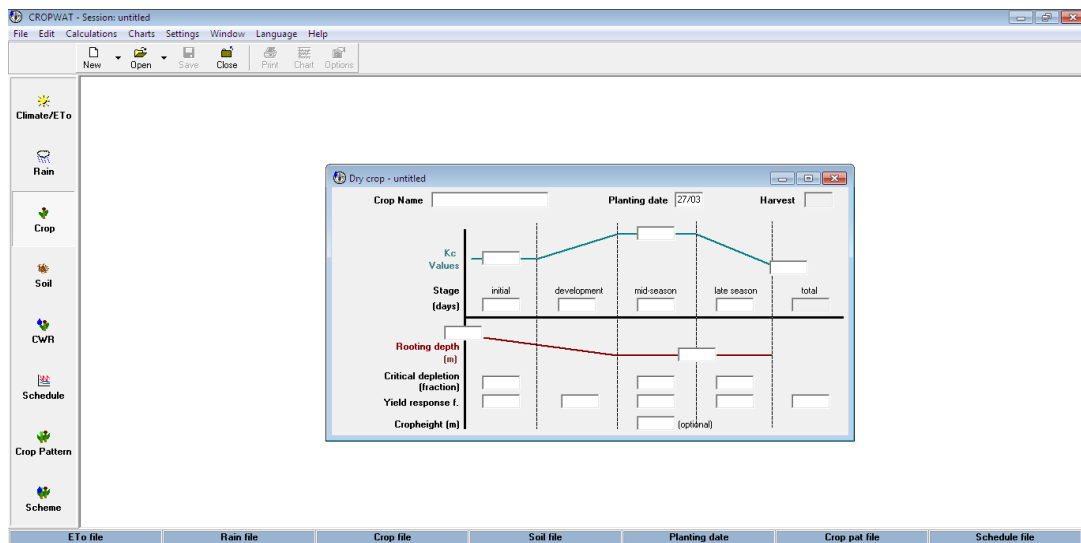 CROPWAT - Session: untitled
File Edit Calculations Charts Settings Window Language Help
New Open Save Close Print Chart Options
Climate/ETo
Rain
Crop
Soil
CWR
Schedule
Crop Pattern
Scheme
Dry crop - untitled
Crop Name Planting date 27/03 Harvest
Kc
Values
Stage initial development mid-season late season total
(days)
Rooting depth
(m)
Critical depletion
(fraction)
Yield response f.
Cropheight (m) (optional)
ETo file Rain file Crop file Soil file Planting date Crop pat file Schedule file